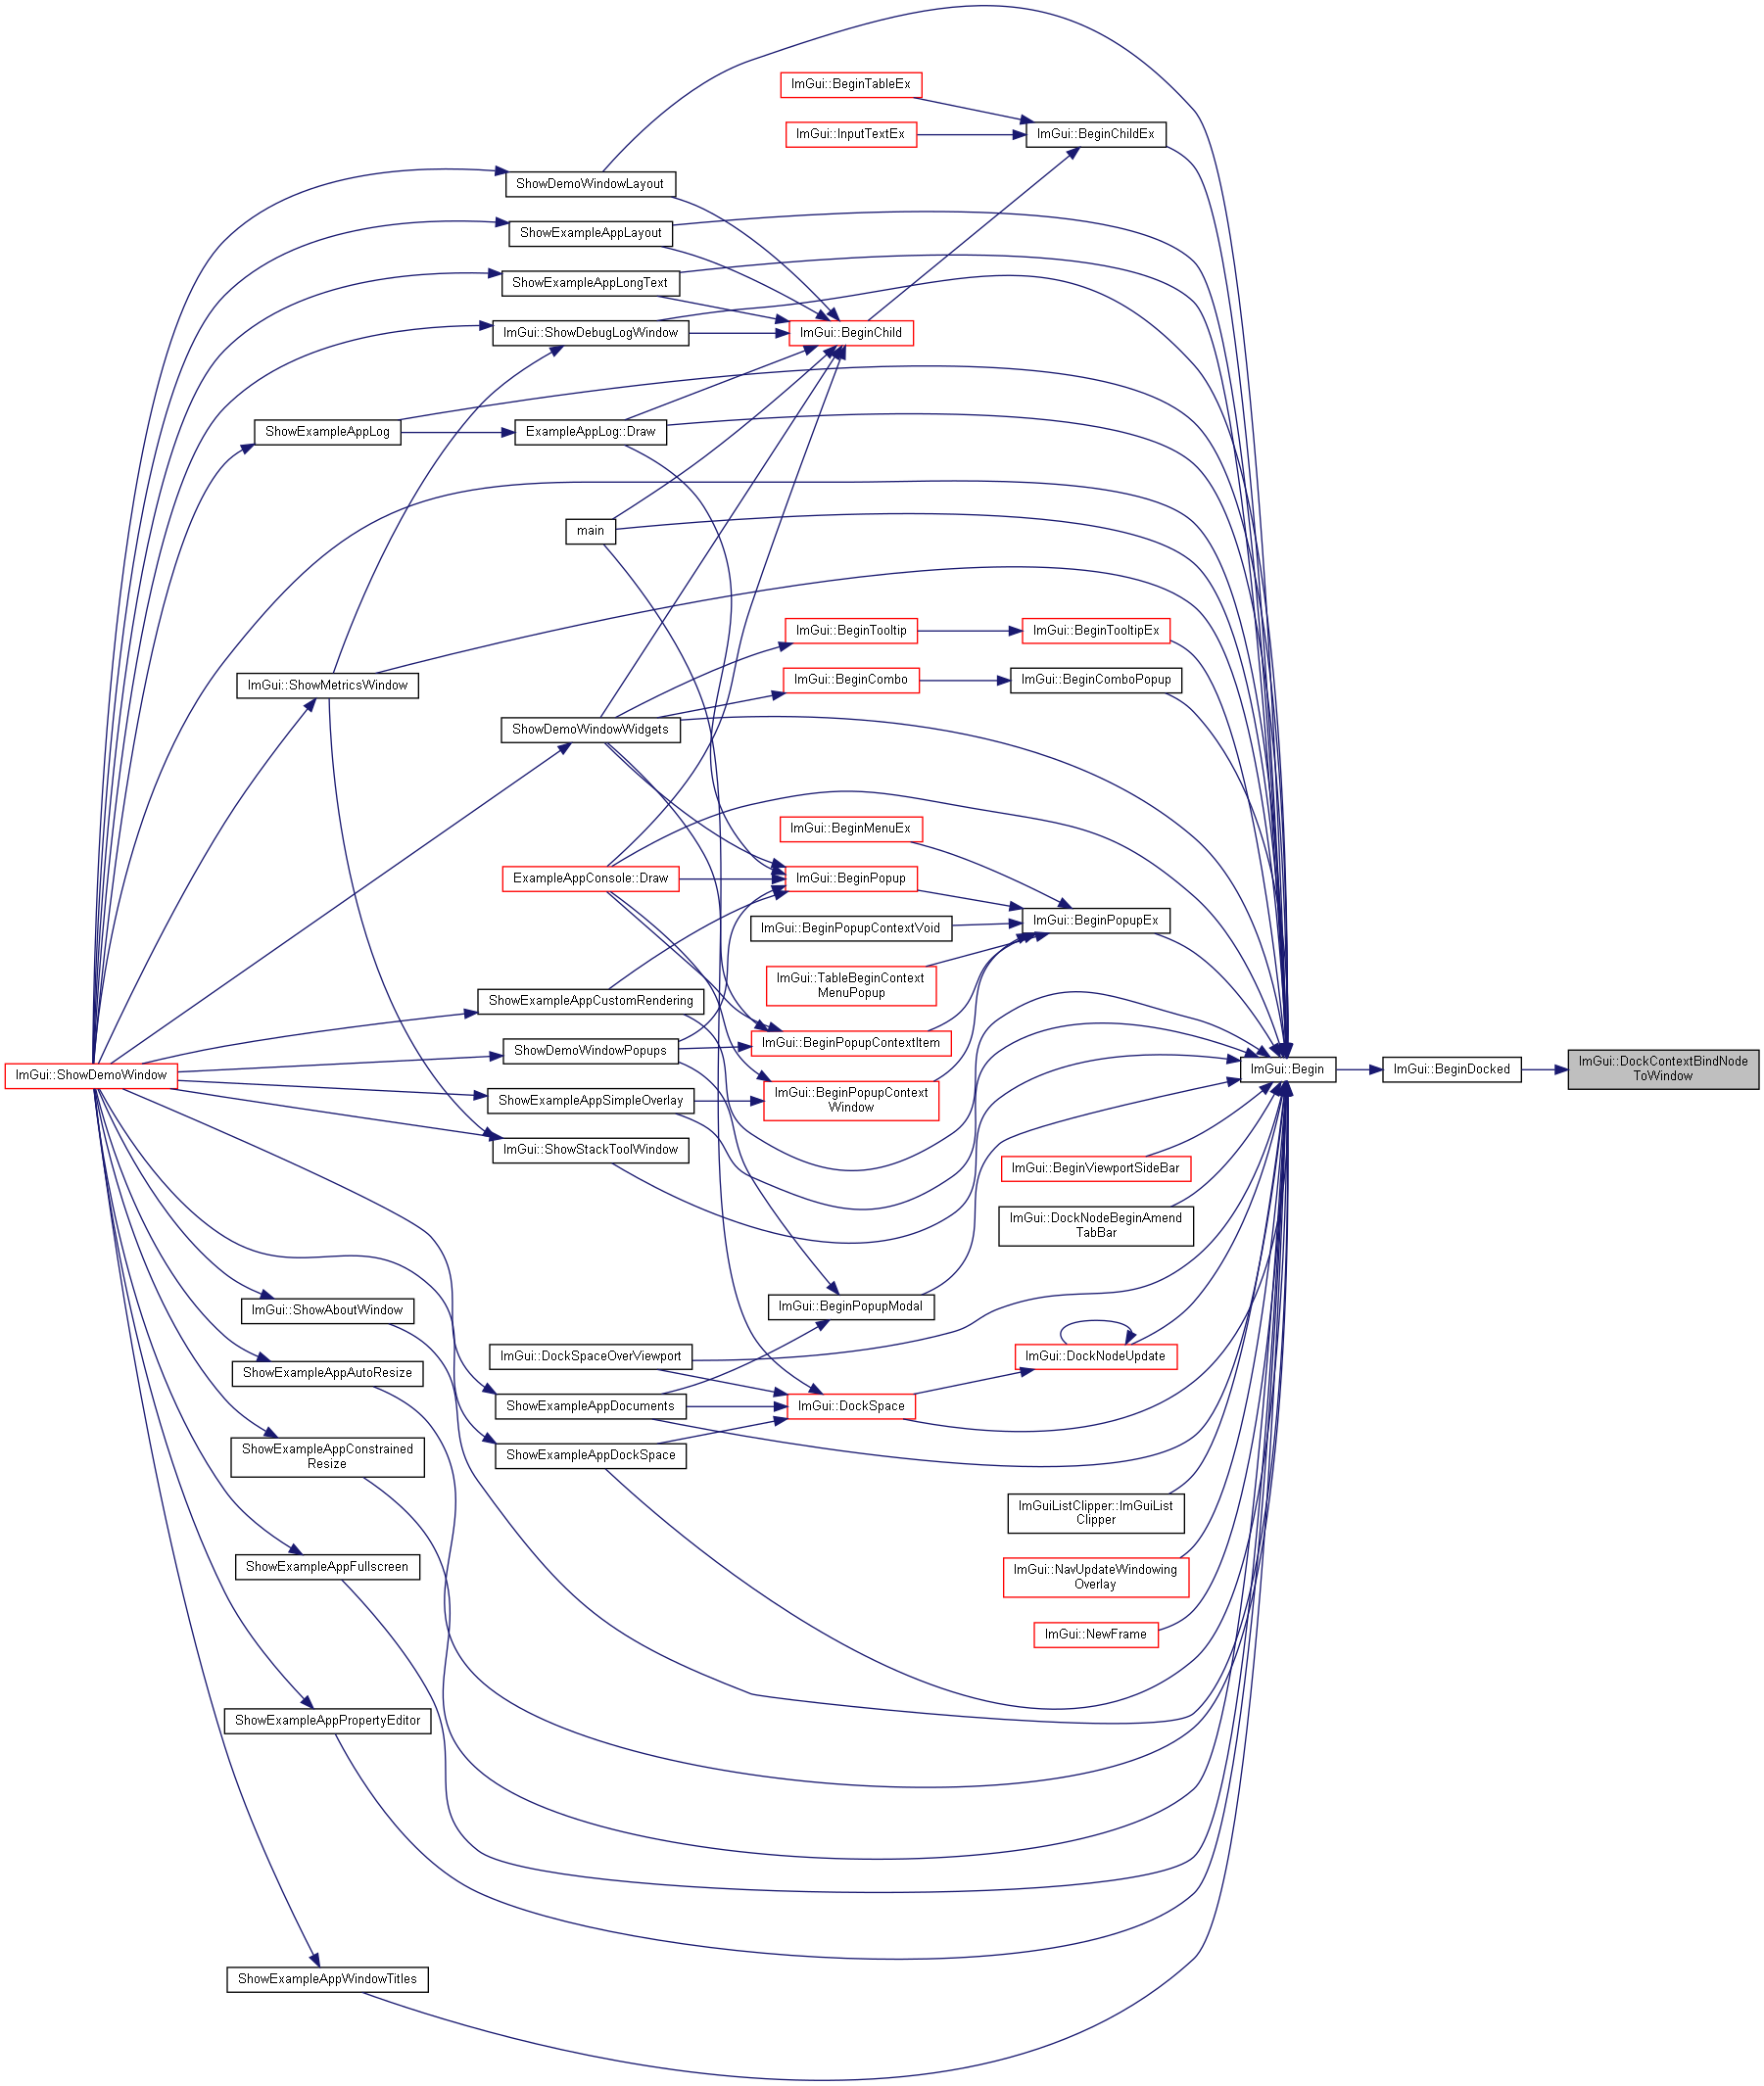 ImGui::BeginTableEx
ImGui::InputTextEx
ImGui::BeginChildEx
ShowDemoWindowLayout
ShowExampleAppLayout
ShowExampleAppLongText
ImGui::ShowDebugLogWindow
ImGui::BeginChild
ShowExampleAppLog
ExampleAppLog::Draw
main
ImGui::BeginTooltip
ImGui::BeginTooltipEx
ImGui::ShowMetricsWindow
ImGui::BeginCombo
ImGui::BeginComboPopup
ShowDemoWindowWidgets
ImGui::BeginMenuEx
ExampleAppConsole::Draw
ImGui::BeginPopup
ImGui::BeginPopupContextVoid
ImGui::BeginPopupEx
ImGui::TableBeginContext
MenuPopup
ShowExampleAppCustomRendering
ImGui::BeginPopupContextItem
ShowDemoWindowPopups
ImGui::ShowDemoWindow
ImGui::Begin
ImGui::BeginDocked
ImGui::DockContextBindNode
ToWindow
ShowExampleAppSimpleOverlay
ImGui::BeginPopupContext
Window
ImGui::ShowStackToolWindow
ImGui::BeginViewportSideBar
ImGui::DockNodeBeginAmend
TabBar
ImGui::ShowAboutWindow
ImGui::BeginPopupModal
ImGui::DockSpaceOverViewport
ImGui::DockNodeUpdate
ShowExampleAppAutoResize
ShowExampleAppDocuments
ImGui::DockSpace
ShowExampleAppConstrained
Resize
ShowExampleAppDockSpace
ImGuiListClipper::ImGuiList
Clipper
ShowExampleAppFullscreen
ImGui::NavUpdateWindowing
Overlay
ImGui::NewFrame
ShowExampleAppPropertyEditor
ShowExampleAppWindowTitles